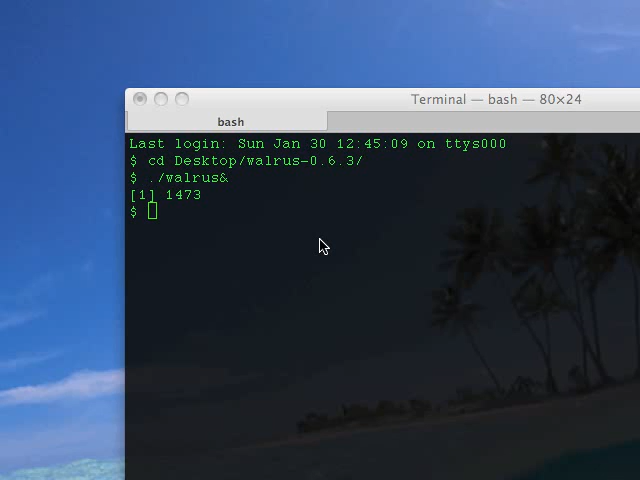 Terminal — bash — 80×24
bash
Last login: Sun Jan 30 12:45:09 on ttys000
$ cd Desktop/walrus-0.6.3/
$ ./walrus&
[1] 1473
$